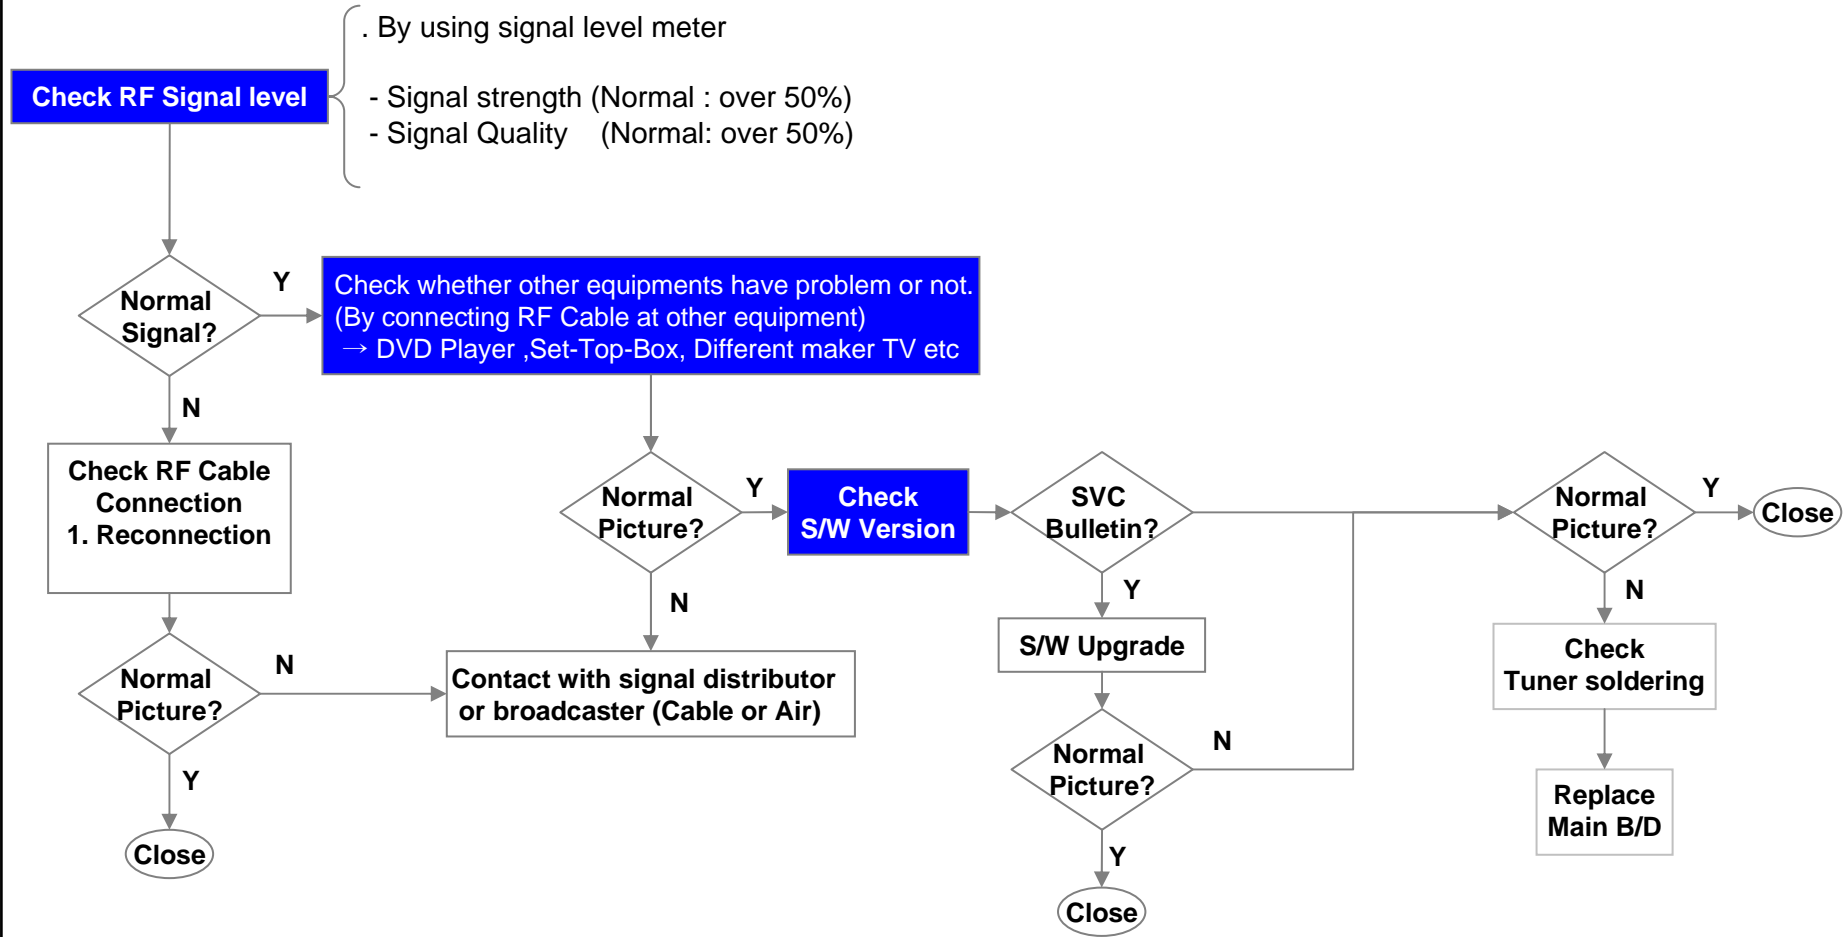 . By using signal level meter
Check RF Signal level
- Signal strength (Normal : over 50%)
- Signal Quality (Normal: over 50%)
Normal
Signal?
Y
Check whether other equipments have problem or not.
(By connecting RF Cable at other equipment)
→ DVD Player ,Set-Top-Box, Different maker TV etc
N
Check RF Cable
Connection
1. Reconnection
Normal
Picture?
Y
Check
S/W Version
SVC
Bulletin?
Normal
Picture?
Y
Close
N
Y
N
S/W Upgrade
Check
Tuner soldering
Normal
Picture?
N
Contact with signal distributor
or broadcaster (Cable or Air)
Y
Close
Normal
Picture?
N
Y
Close
Replace
Main B/D